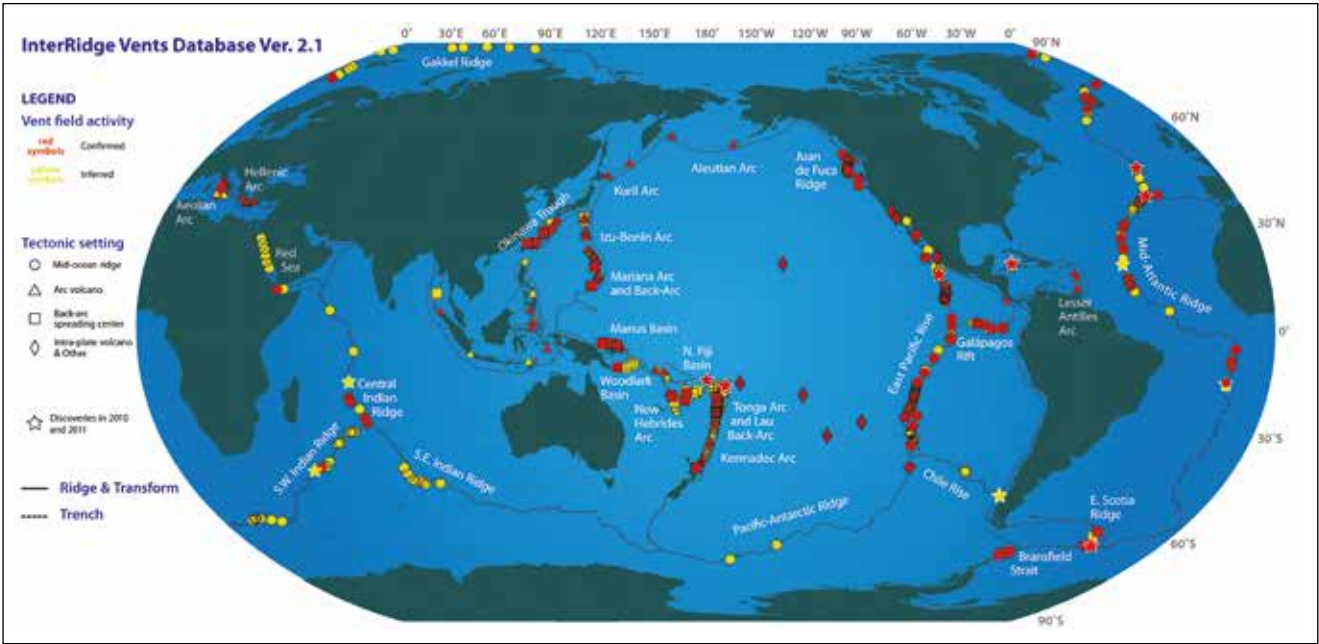 InterRidge Vents Database Ver. 2.1
0˚ 30˚E 60˚E 90˚E 120˚E 150˚E 180˚E 150˚W 120˚W 90˚W 60˚W 30˚W 0˚
90˚N
60˚N
30˚N
0˚
30˚S
60˚S
90˚S
LEGEND
Vent field activity
red symbols Confirmed
yellow symbols Inferred
Tectonic setting
Mid-ocean ridge
Arc volcano
Back-arc
spreading center
Intra-plate volcano
& Other
Discoveries in 2010
and 2011
Ridge & Transform
Trench
Gakkel Ridge
Hellenic
Arc
Aeolian
Arc
Red
Sea
Okinawa Trough
Kuril Arc
Aleutian Arc
Juan
de Fuca
Ridge
Izu-Bonin Arc
Mariana Arc
and Back-Arc
Manus Basin
N. Fiji
Basin
Woodlark
Basin
New
Hebrides
Arc
Tonga Arc
and Lau
Back-Arc
Kermadec Arc
Central
Indian
Ridge
S.W. Indian Ridge
S.E. Indian Ridge
Pacific-Antarctic Ridge
East Pacific Rise
Galápagos
Rift
Chile Rise
Lesser
Antilles
Arc
Mid-Atlantic Ridge
E. Scotia
Ridge
Bransfield
Strait